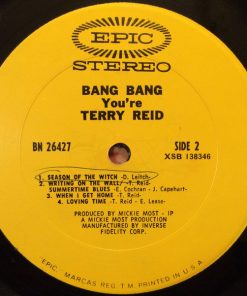 EPIC
STEREO
BANG BANG
You're
TERRY REID
BN 26427
SIDE 2
XSB 138346
1. SEASON OF THE WITCH -D. Leitch-
2. WRITING ON THE WALL/ -T. Reid-
SUMMERTIME BLUES -E. Cochran - J. Capehart-
3. WHEN I GET HOME -T. Reid-
4. LOVING TIME -T. Reid - E. Lease-
PRODUCED BY MICKIE MOST - IP
A MICKIE MOST PRODUCTION
MANUFACTURED BY INVERSE
FIDELITY CORP.
EPIC, MARCAS REG. T.M. PRINTED IN U.S.A.